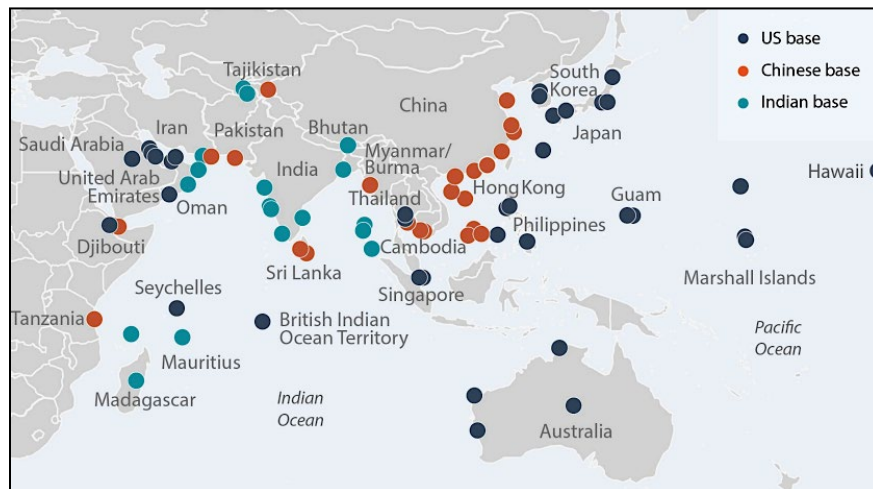 US base
Chinese base
Indian base
Tajikistan
South
Korea
China
Japan
Iran
Pakistan
Bhutan
Saudi Arabia
India
Myanmar/
Burma
United Arab
Emirates
Oman
Thailand
Hong Kong
Hawaii
Guam
Philippines
Djibouti
Cambodia
Sri Lanka
Marshall Islands
Seychelles
Singapore
Tanzania
British Indian
Ocean Territory
Pacific
Ocean
Mauritius
Madagascar
Indian
Ocean
Australia